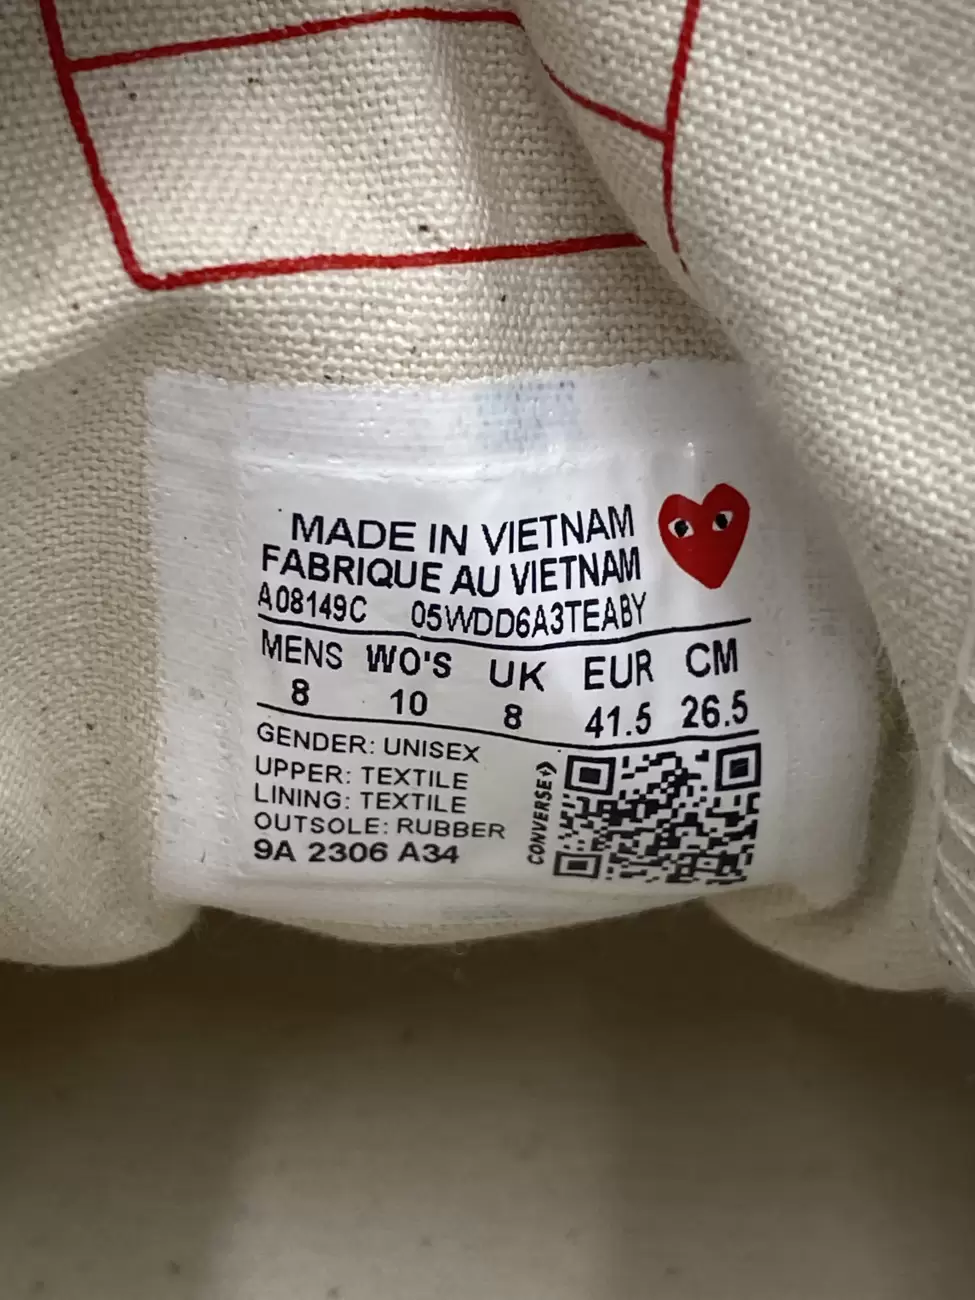 MADE IN VIETNAM
FABRIQUE AU VIETNAM
A08149C 05WDD6A3TEABY
MENS WO'S UK EUR CM
8 10 8 41.5 26.5
GENDER: UNISEX
UPPER: TEXTILE
LINING: TEXTILE
OUTSOLE: RUBBER
9A 2306 A34
CONVERSE